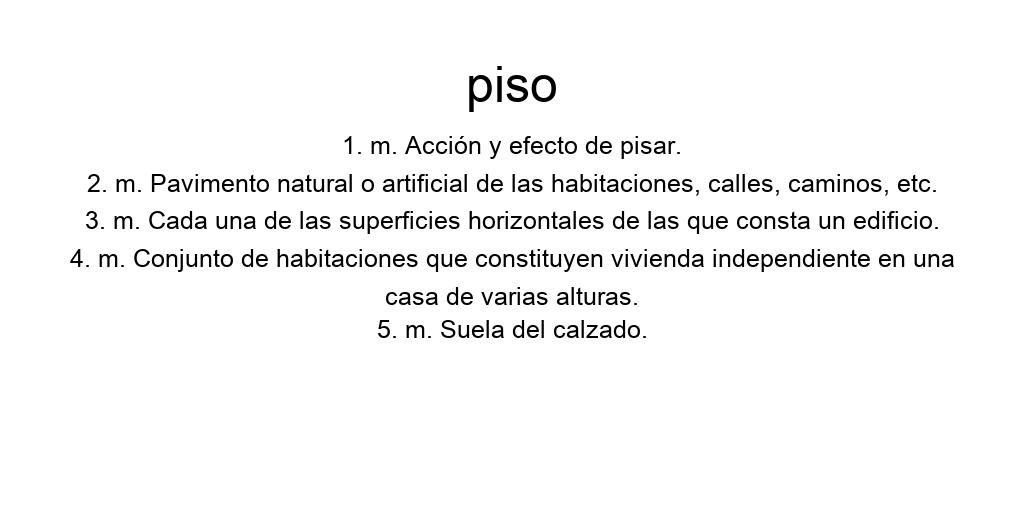 piso
1. m. Acción y efecto de pisar.
2. m. Pavimento natural o artificial de las habitaciones, calles, caminos, etc.
3. m. Cada una de las superficies horizontales de las que consta un edificio.
4. m. Conjunto de habitaciones que constituyen vivienda independiente en una
casa de varias alturas.
5. m. Suela del calzado.